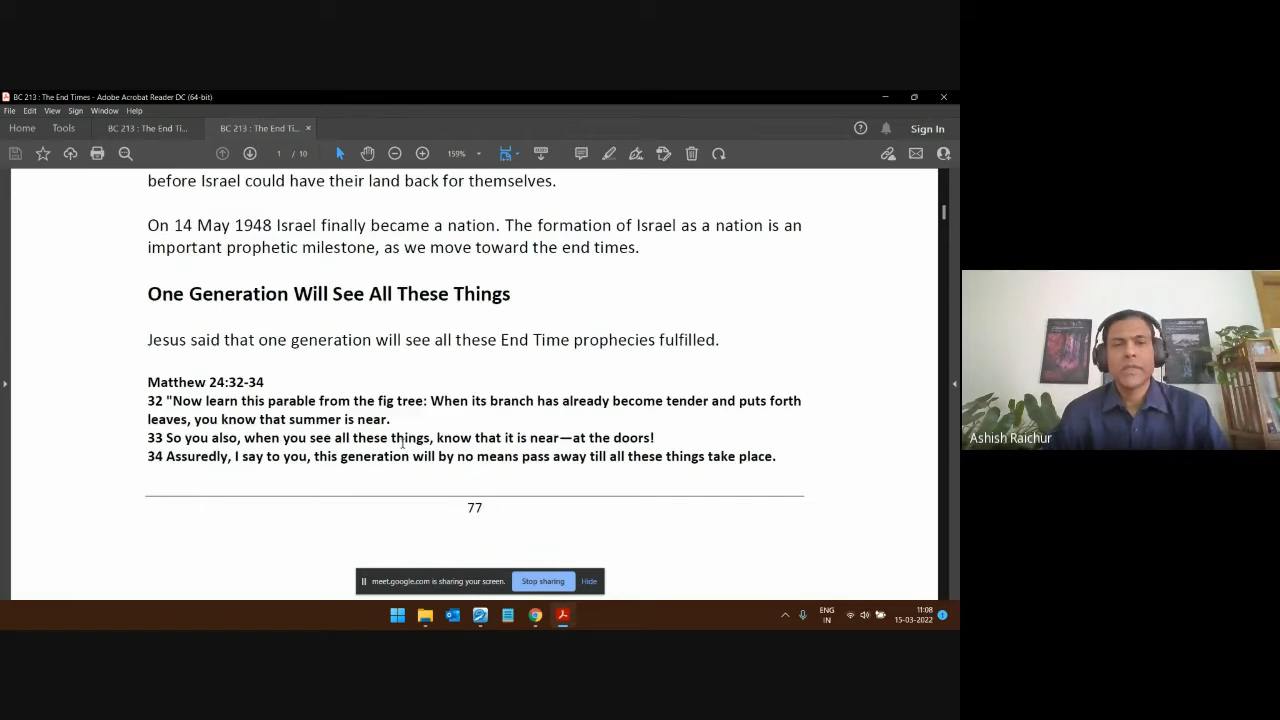 BC 213 : The End Times - Adobe Acrobat Reader DC (64-bit)
File Edit View Sign Window Help
Home Tools BC 213 : The End Ti... BC 213 : The End Ti... × Sign In
1 / 10 159%
before Israel could have their land back for themselves.
On 14 May 1948 Israel finally became a nation. The formation of Israel as a nation is an
important prophetic milestone, as we move toward the end times.
One Generation Will See All These Things
Jesus said that one generation will see all these End Time prophecies fulfilled.
Matthew 24:32-34
32 "Now learn this parable from the fig tree: When its branch has already become tender and puts forth
leaves, you know that summer is near.
33 So you also, when you see all these things, know that it is near—at the doors!
34 Assuredly, I say to you, this generation will by no means pass away till all these things take place.
77
meet.google.com is sharing your screen. Stop sharing Hide
ENG
IN
11:08
15-03-2022
Ashish Raichur